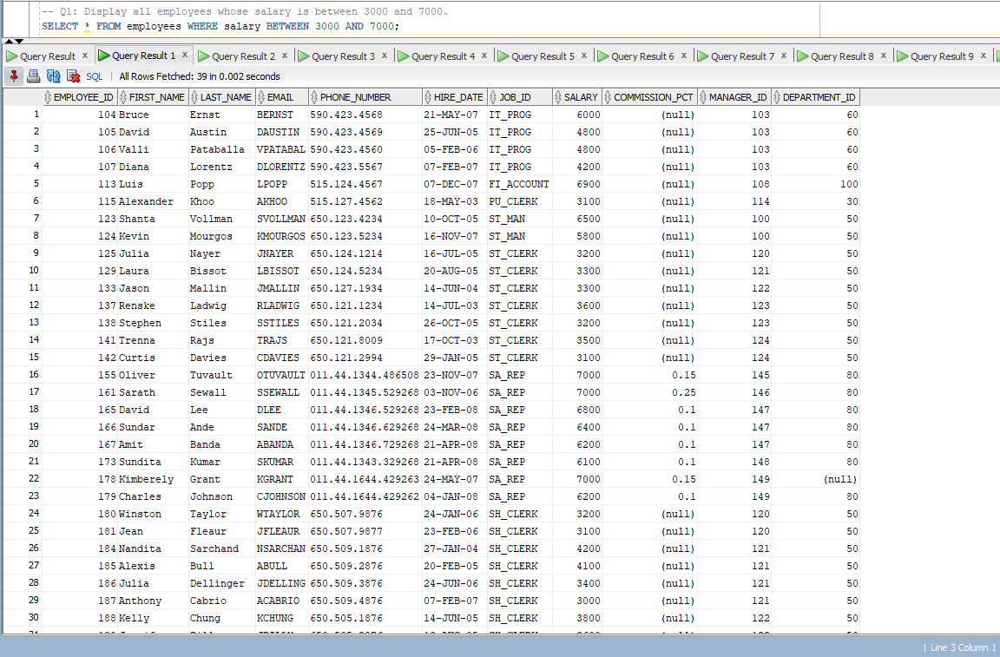 -- Q1: Display all employees whose salary is between 3000 and 7000.
SELECT * FROM employees WHERE salary BETWEEN 3000 AND 7000;
Query Result x Query Result 1 x Query Result 2 x Query Result 3 x Query Result 4 x Query Result 5 x Query Result 6 x Query Result 7 x Query Result 8 x Query Result 9 x
SQL | All Rows Fetched: 39 in 0.002 seconds
EMPLOYEE_ID FIRST_NAME LAST_NAME EMAIL PHONE_NUMBER HIRE_DATE JOB_ID SALARY COMMISSION_PCT MANAGER_ID DEPARTMENT_ID
1 104 Bruce Ernst BERNST 590.423.4568 21-MAY-07 IT_PROG 6000 (null) 103 60
2 105 David Austin DAUSTIN 590.423.4569 25-JUN-05 IT_PROG 4800 (null) 103 60
3 106 Valli Pataballa VPATABAL 590.423.4560 05-FEB-06 IT_PROG 4800 (null) 103 60
4 107 Diana Lorentz DLORENTZ 590.423.5567 07-FEB-07 IT_PROG 4200 (null) 103 60
5 113 Luis Popp LPOPP 515.124.4567 07-DEC-07 FI_ACCOUNT 6900 (null) 108 100
6 115 Alexander Khoo AKHOO 515.127.4562 18-MAY-03 PU_CLERK 3100 (null) 114 30
7 123 Shanta Vollman SVOLLMAN 650.123.4234 10-OCT-05 ST_MAN 6500 (null) 100 50
8 124 Kevin Mourgos KMOURGOS 650.123.5234 16-NOV-07 ST_MAN 5800 (null) 100 50
9 125 Julia Nayer JNAYER 650.124.1214 16-JUL-05 ST_CLERK 3200 (null) 120 50
10 129 Laura Bissot LBISSOT 650.124.5234 20-AUG-05 ST_CLERK 3300 (null) 121 50
11 133 Jason Mallin JMALLIN 650.127.1934 14-JUN-04 ST_CLERK 3300 (null) 122 50
12 137 Renske Ladwig RLADWIG 650.121.1234 14-JUL-03 ST_CLERK 3600 (null) 123 50
13 138 Stephen Stiles SSTILES 650.121.2034 26-OCT-05 ST_CLERK 3200 (null) 123 50
14 141 Trenna Rajs TRAJS 650.121.8009 17-OCT-03 ST_CLERK 3500 (null) 124 50
15 142 Curtis Davies CDAVIES 650.121.2994 29-JAN-05 ST_CLERK 3100 (null) 124 50
16 155 Oliver Tuvault OTUVAULT 011.44.1344.486508 23-NOV-07 SA_REP 7000 0.15 145 80
17 161 Sarath Sewall SSEWALL 011.44.1345.529268 03-NOV-06 SA_REP 7000 0.25 146 80
18 165 David Lee DLEE 011.44.1346.529268 23-FEB-08 SA_REP 6800 0.1 147 80
19 166 Sundar Ande SANDE 011.44.1346.629268 24-MAR-08 SA_REP 6400 0.1 147 80
20 167 Amit Banda ABANDA 011.44.1346.729268 21-APR-08 SA_REP 6200 0.1 147 80
21 173 Sundita Kumar SKUMAR 011.44.1343.329268 21-APR-08 SA_REP 6100 0.1 148 80
22 178 Kimberely Grant KGRANT 011.44.1644.429263 24-MAY-07 SA_REP 7000 0.15 149 (null)
23 179 Charles Johnson CJOHNSON 011.44.1644.429262 04-JAN-08 SA_REP 6200 0.1 149 80
24 180 Winston Taylor WTAYLOR 650.507.9876 24-JAN-06 SH_CLERK 3200 (null) 120 50
25 181 Jean Fleaur JFLEAUR 650.507.9877 23-FEB-06 SH_CLERK 3100 (null) 120 50
26 184 Nandita Sarchand NSARCHAN 650.509.1876 27-JAN-04 SH_CLERK 4200 (null) 121 50
27 185 Alexis Bull ABULL 650.509.2876 20-FEB-05 SH_CLERK 4100 (null) 121 50
28 186 Julia Dellinger JDELLING 650.509.3876 24-JUN-06 SH_CLERK 3400 (null) 121 50
29 187 Anthony Cabrio ACABRIO 650.509.4876 07-FEB-07 SH_CLERK 3000 (null) 121 50
30 188 Kelly Chung KCHUNG 650.505.1876 14-JUN-05 SH_CLERK 3800 (null) 122 50
| Line 3 Column 1